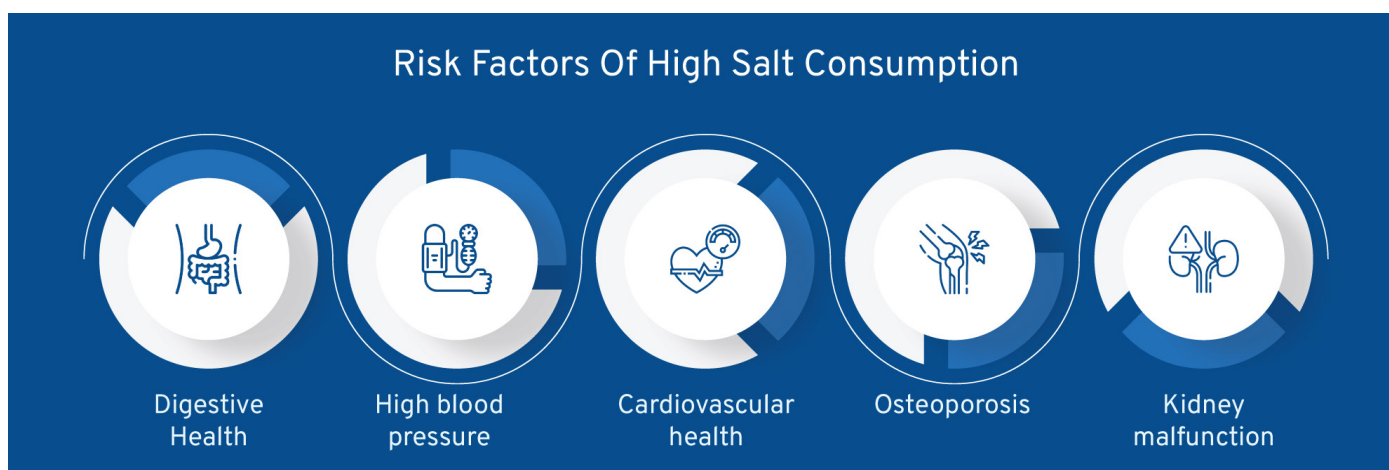 Risk Factors Of High Salt Consumption
Digestive
Health
High blood
pressure
Cardiovascular
health
Osteoporosis
Kidney
malfunction